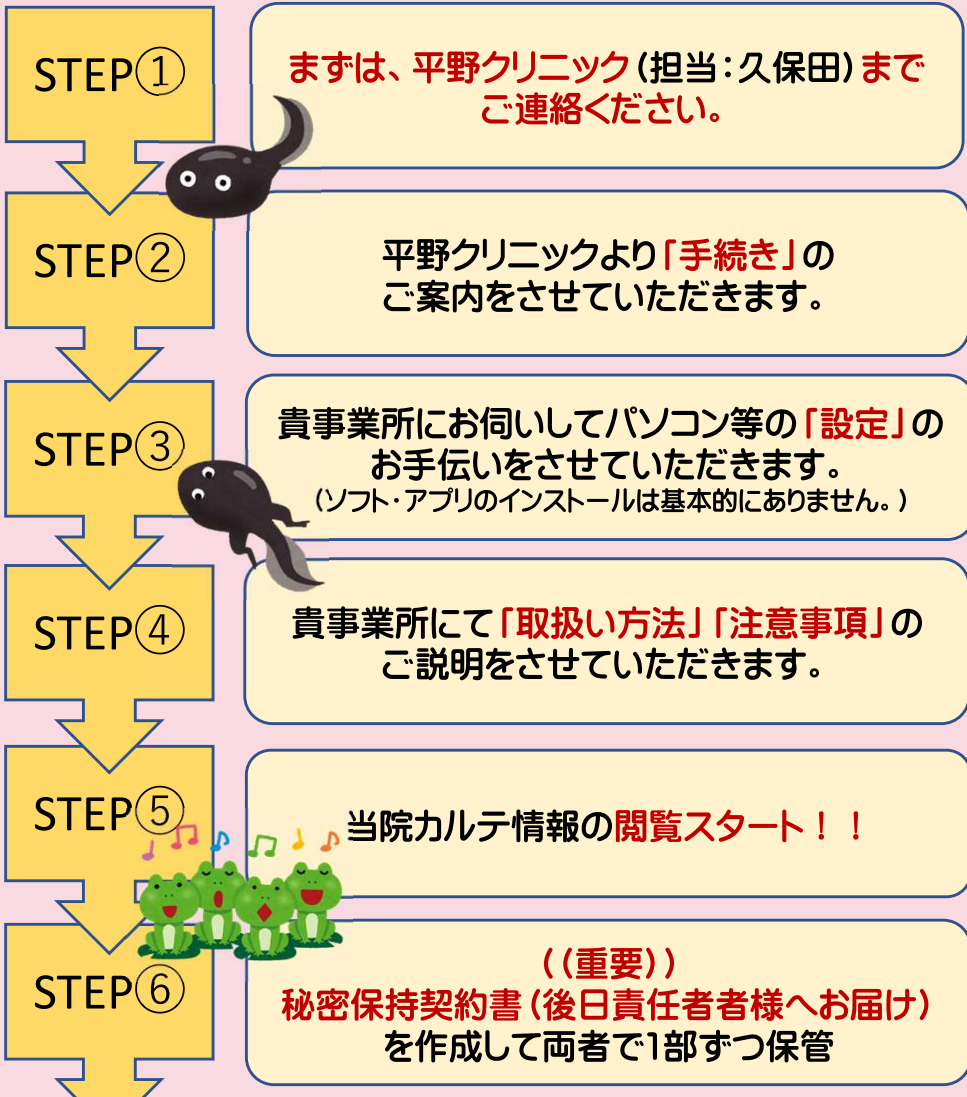 STEP①
まずは、平野クリニック(担当:久保田)まで
ご連絡ください。
STEP②
平野クリニックより「手続き」の
ご案内をさせていただきます。
STEP③
貴事業所にお伺いしてパソコン等の「設定」の
お手伝いをさせていただきます。
(ソフト・アプリのインストールは基本的にありません。)
STEP④
貴事業所にて「取扱い方法」「注意事項」の
ご説明をさせていただきます。
STEP⑤
当院カルテ情報の閲覧スタート!!
STEP⑥
((重要))
秘密保持契約書(後日責任者者様へお届け)
を作成して両者で1部ずつ保管